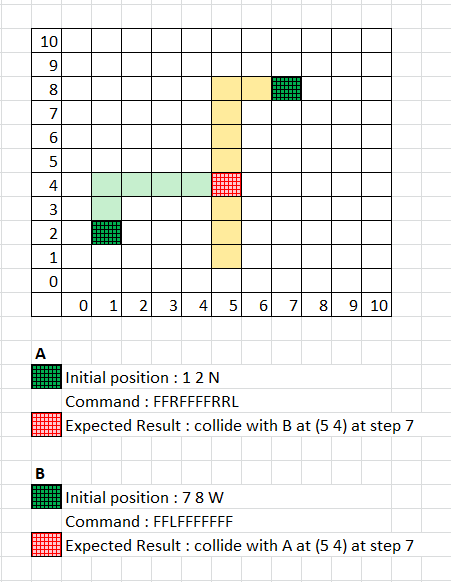 10
9
8
7
6
5
4
3
2
1
0
0 1 2 3 4 5 6 7 8 9 10
A
Initial position : 1 2 N
Command : FFRFFFFRRL
Expected Result : collide with B at (5 4) at step 7
B
Initial position : 7 8 W
Command : FFLFFFFFFF
Expected Result : collide with A at (5 4) at step 7